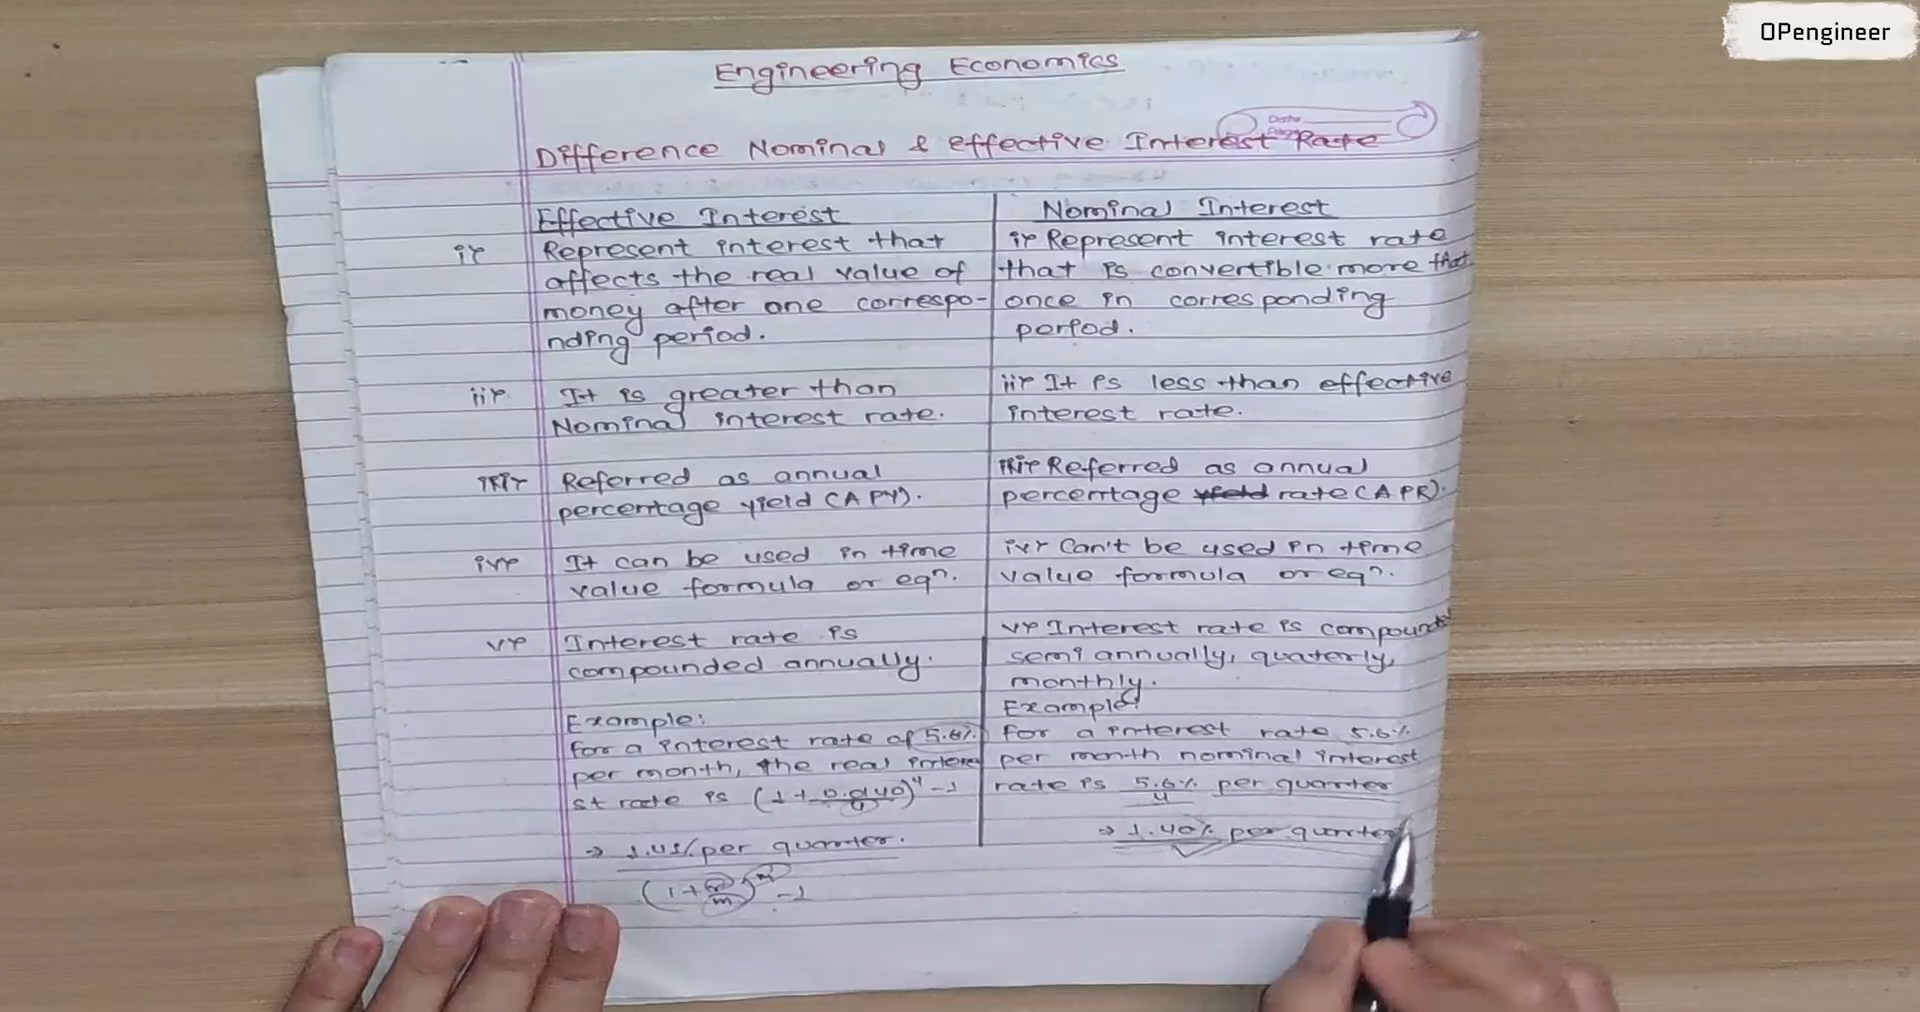 OPengineer
Engineering Economics
Difference Nominal & effective Interest Rate
Effective Interest
i> Represent interest that
affects the real value of
money after one correspo-
nding period.
ii> It is greater than
Nominal interest rate.
iii> Referred as annual
percentage yield (APY).
iv> It can be used in time
value formula or eqⁿ.
v> Interest rate is
compounded annually.
Example:
for a interest rate of 5.6%
per month, the real intere
st rate is
per quarter.
(1+r/m)^m -1
Nominal Interest
i> Represent interest rate
that is convertible more that
once in corresponding
period.
ii> It is less than effective
interest rate.
iii> Referred as annual
percentage yield rate (APR).
iv> Can't be used in time
value formula or eqⁿ.
v> Interest rate is compounded
semi annually, quaterly,
monthly.
Example:
for a interest rate 5.6%
per month nominal interest
rate is 5.6%/4 per quarter
→ 1.40% per quarter